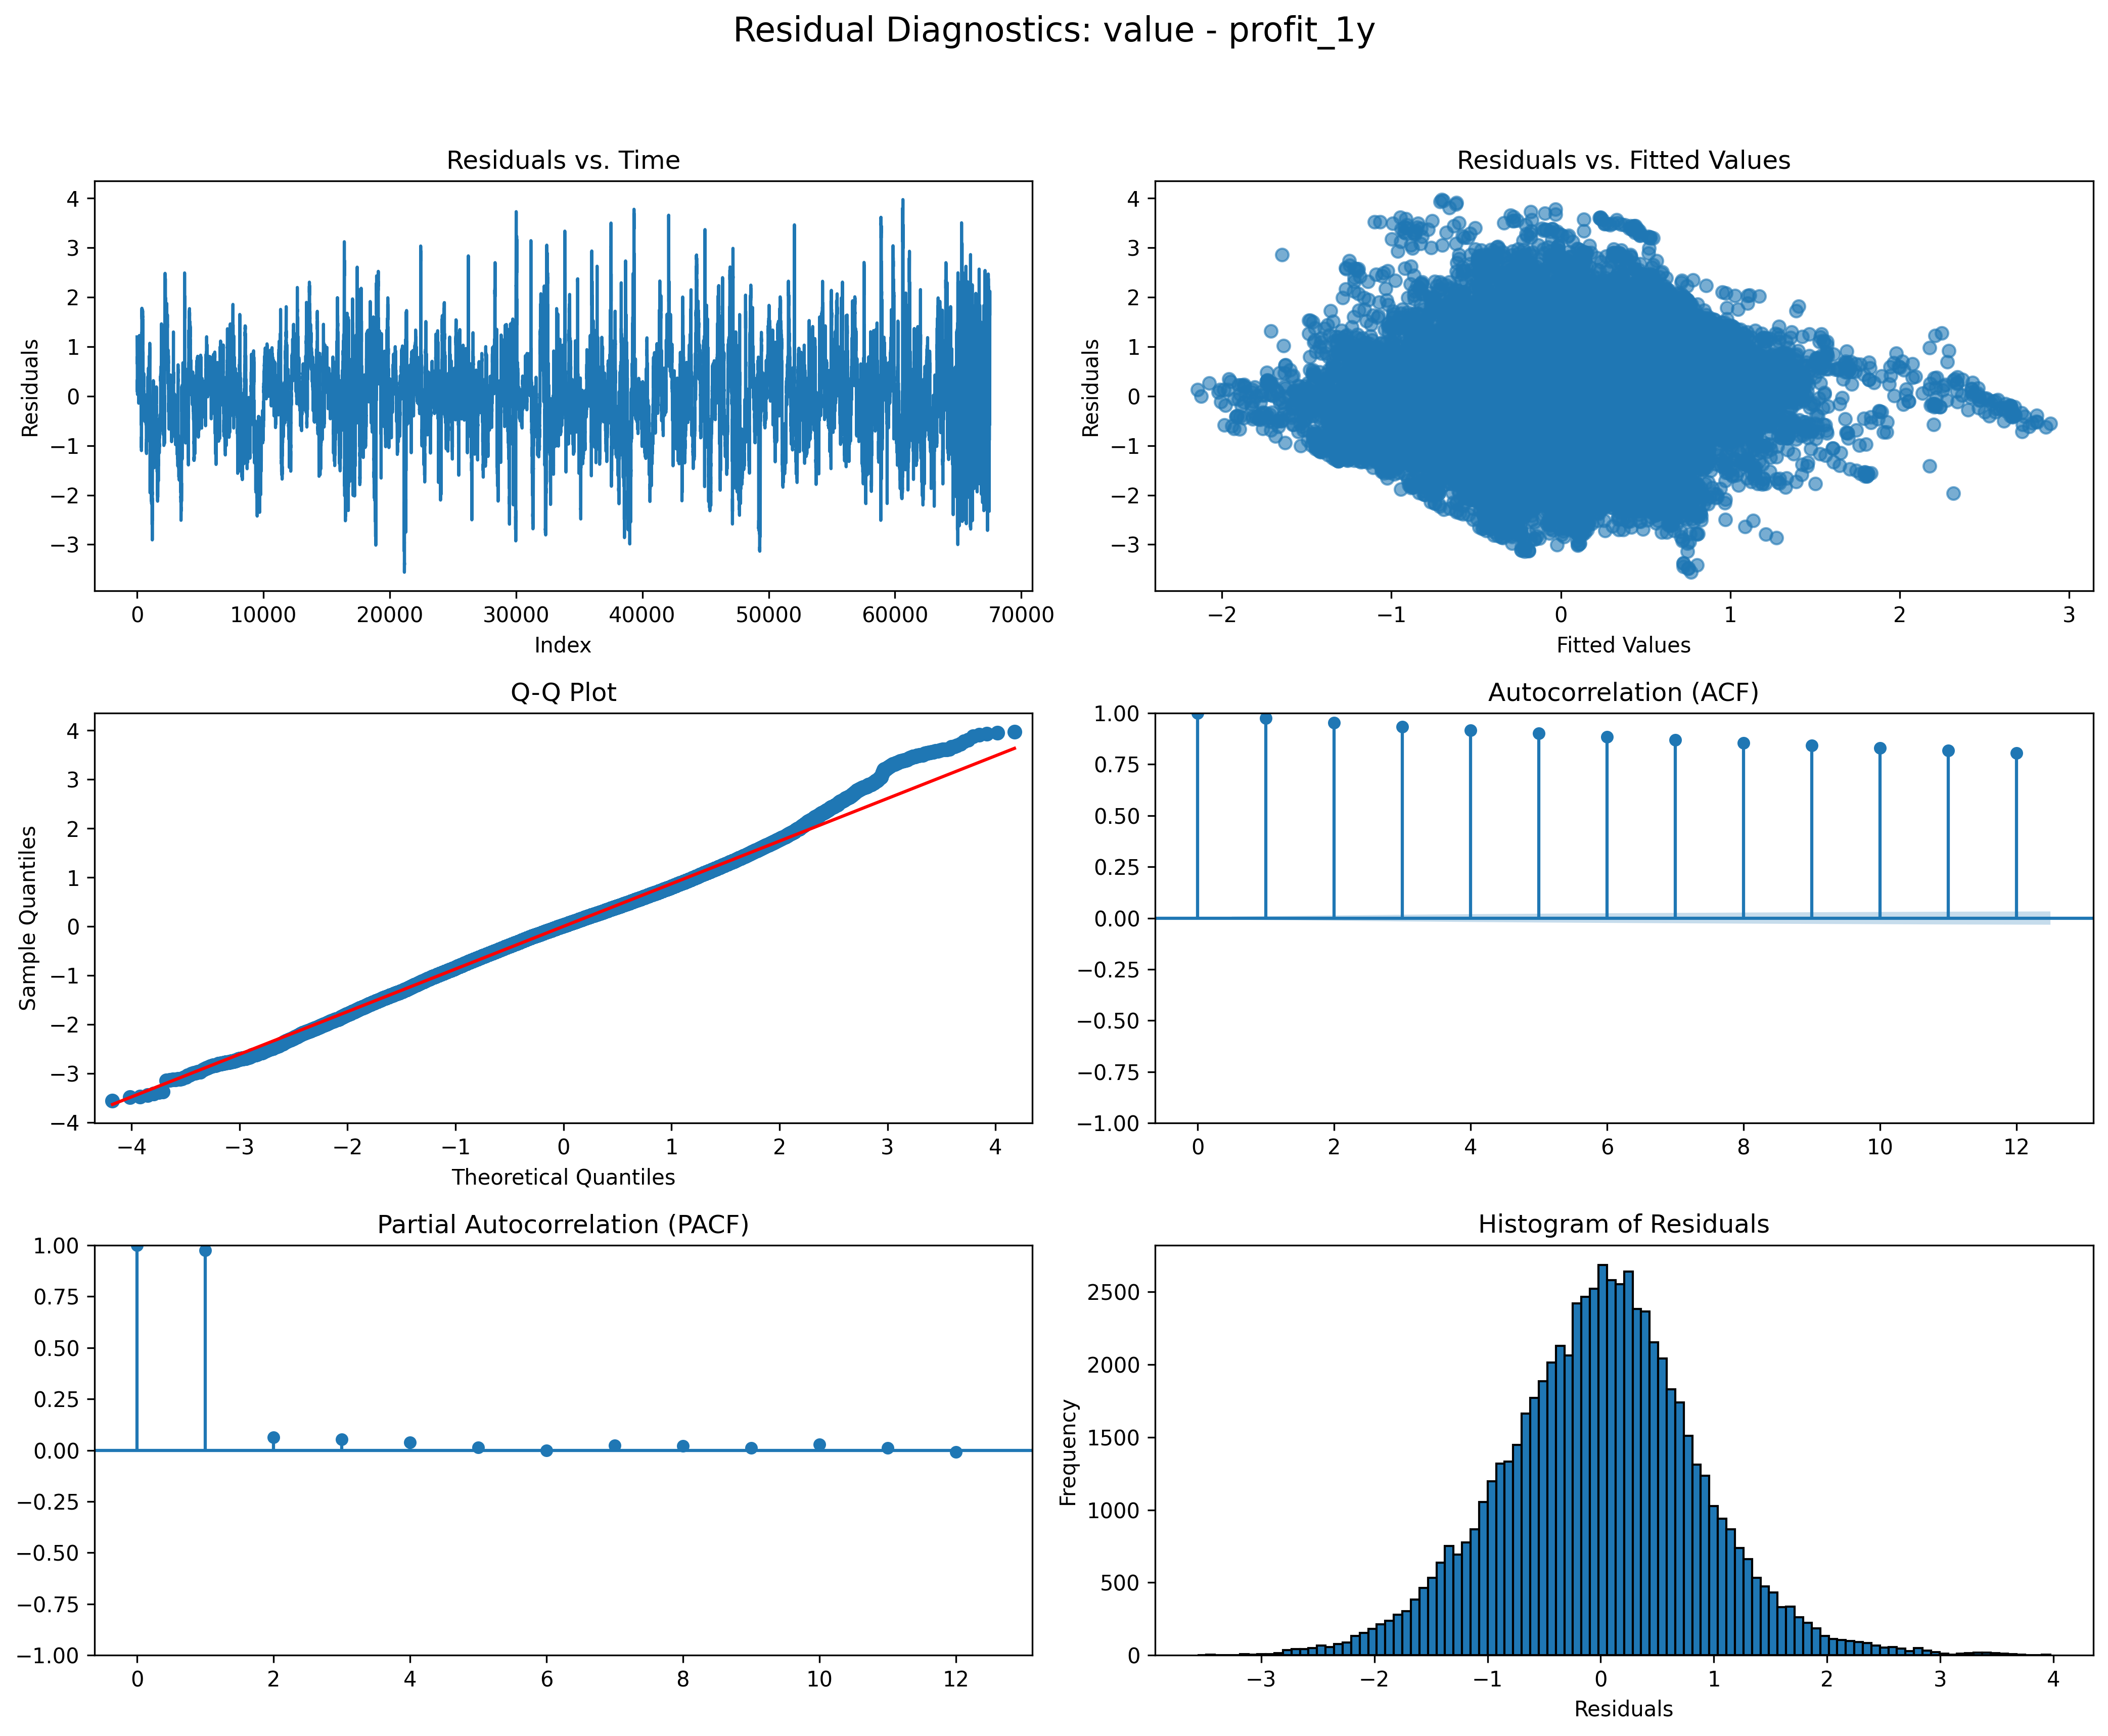 Residual Diagnostics: value - profit_1y
Residuals vs. Time
Residuals
4
3
2
1
0
−1
−2
−3
0 10000 20000 30000 40000 50000 60000 70000
Index
Residuals vs. Fitted Values
Residuals
4
3
2
1
0
−1
−2
−3
−2 −1 0 1 2 3
Fitted Values
Q-Q Plot
Sample Quantiles
4
3
2
1
0
−1
−2
−3
−4
−4 −3 −2 −1 0 1 2 3 4
Theoretical Quantiles
Autocorrelation (ACF)
1.00
0.75
0.50
0.25
0.00
−0.25
−0.50
−0.75
−1.00
0 2 4 6 8 10 12
Partial Autocorrelation (PACF)
1.00
0.75
0.50
0.25
0.00
−0.25
−0.50
−0.75
−1.00
0 2 4 6 8 10 12
Histogram of Residuals
Frequency
2500
2000
1500
1000
500
0
−3 −2 −1 0 1 2 3 4
Residuals